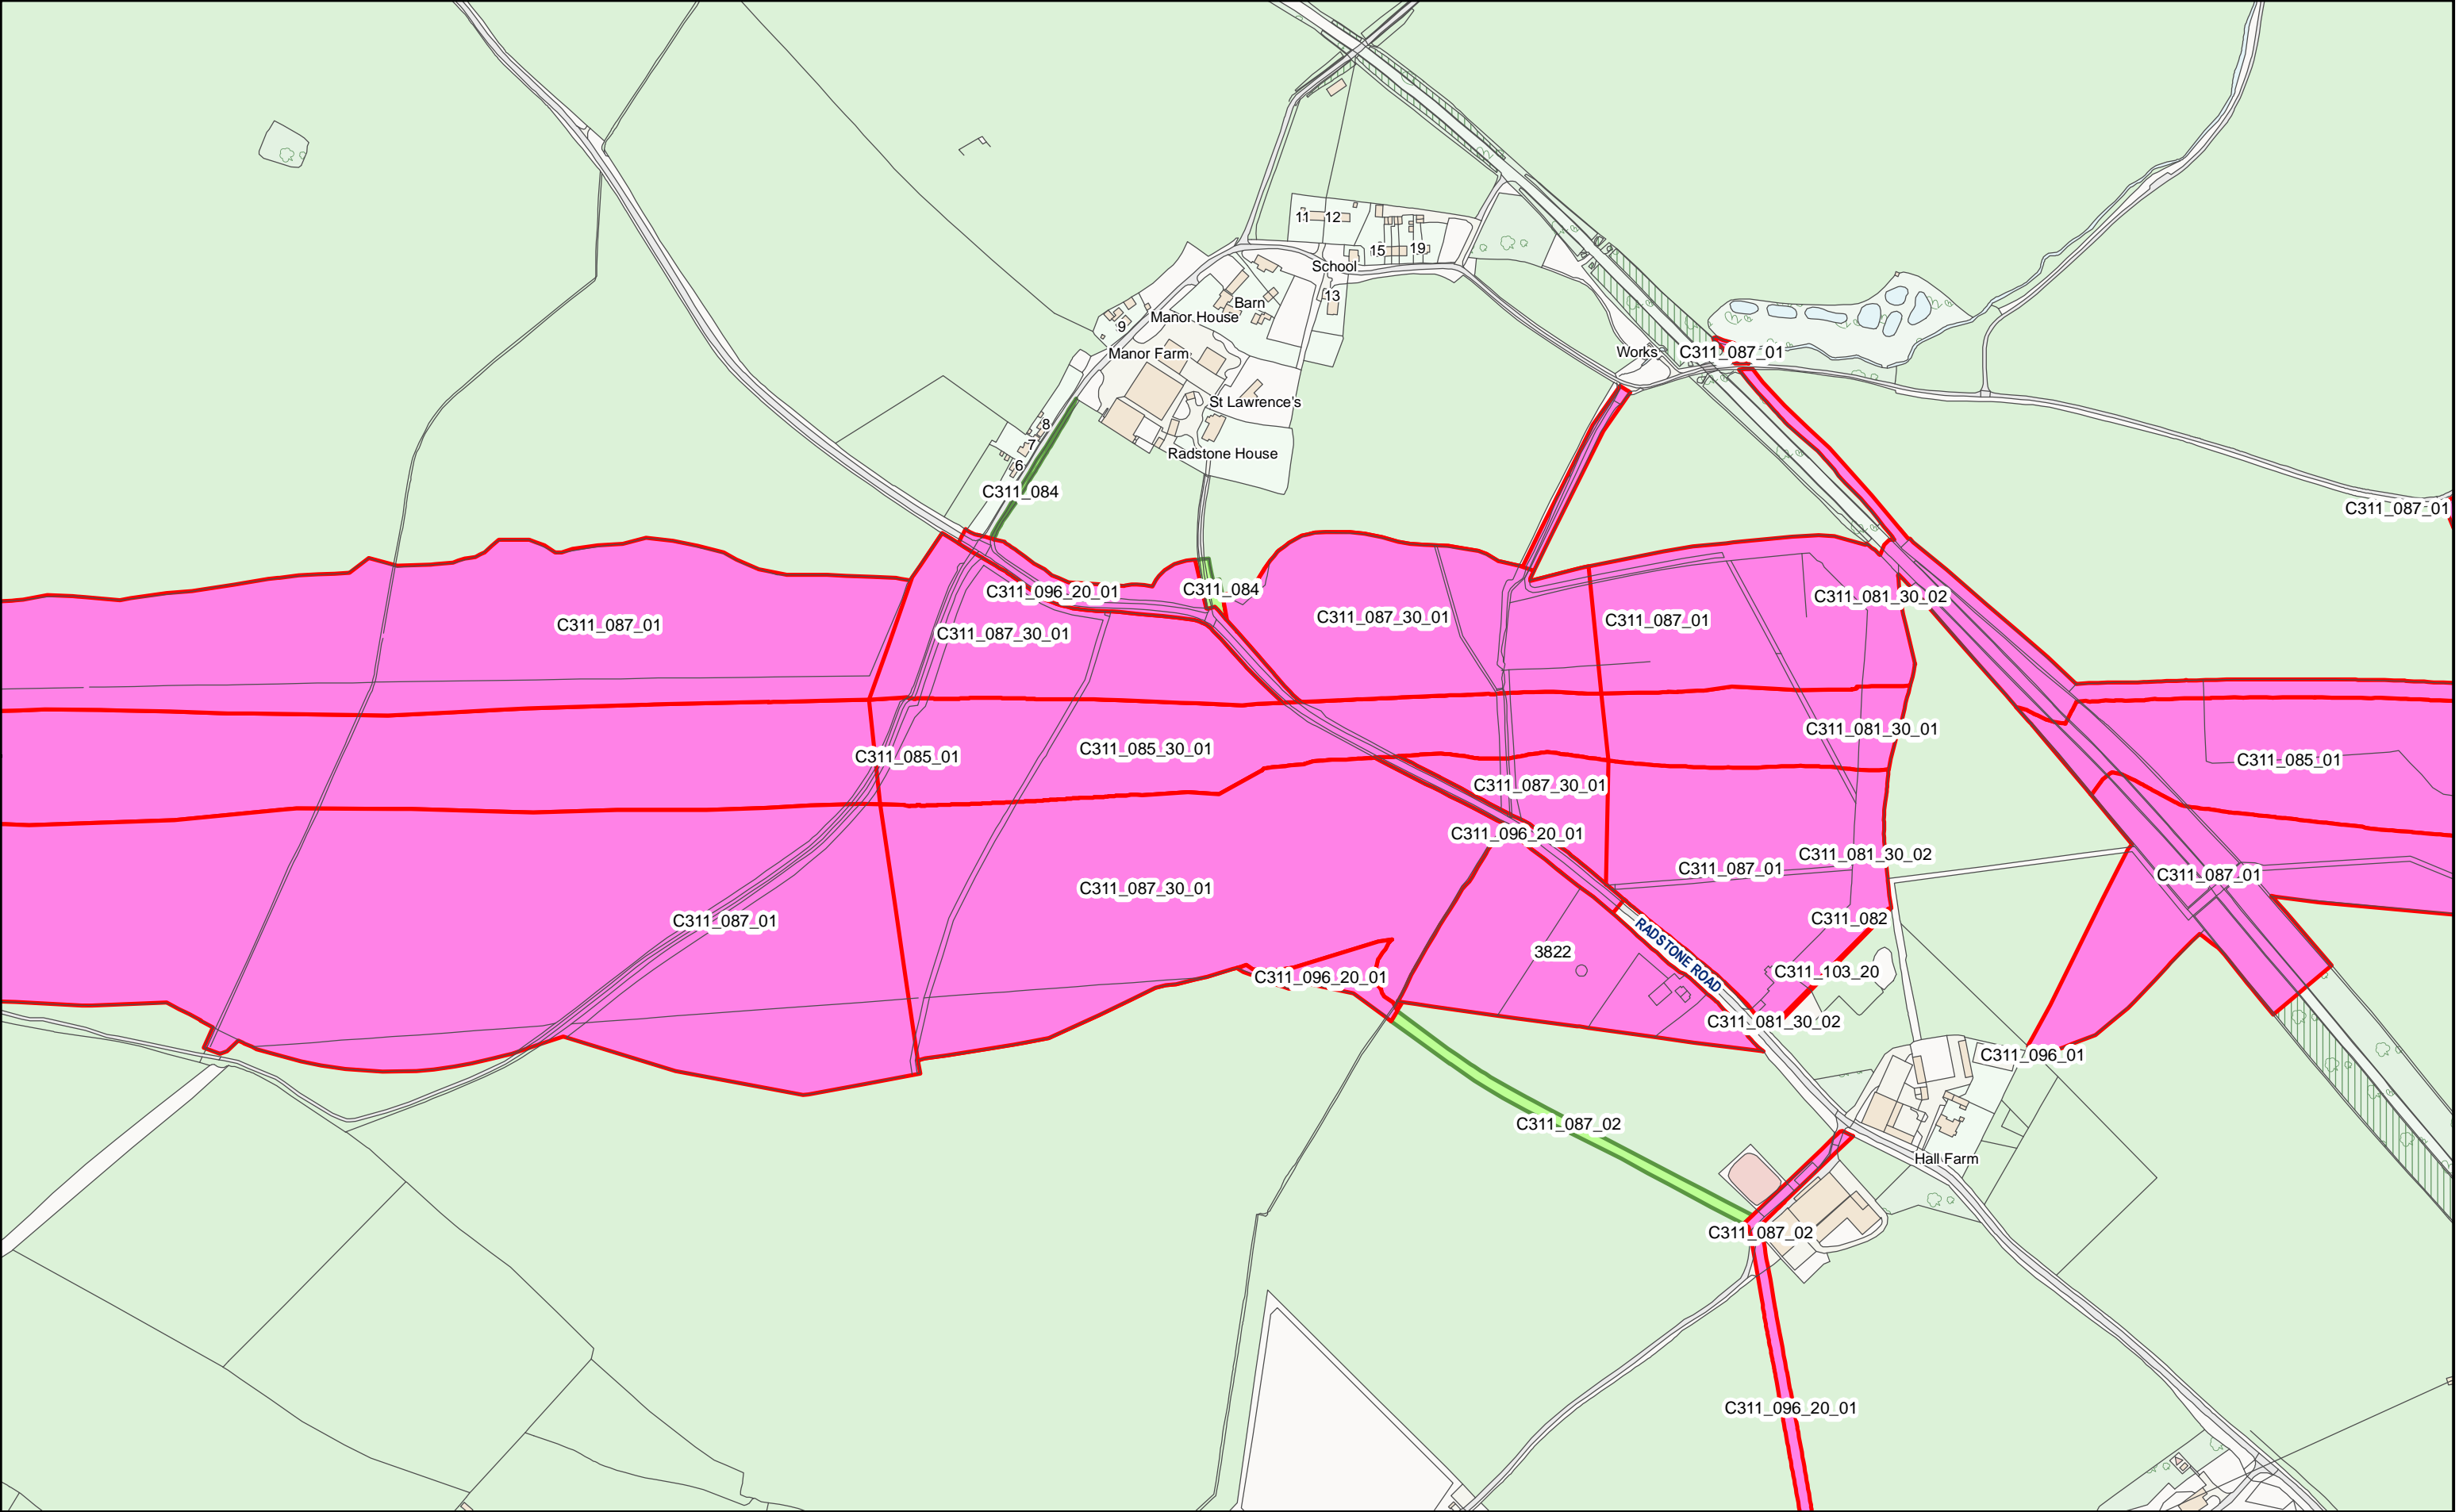 11
12
15
19
School
13
Barn
Manor House
9
Works
C311_087_01
Manor Farm
St Lawrence's
8
7
Radstone House
6
C311_084
C311_087_01
C311_096_20_01
C311_084
C311_081_30_02
C311_087_01
C311_087_30_01
C311_087_30_01
C311_087_01
C311_081_30_01
C311_085_30_01
C311_085_01
C311_085_01
C311_087_30_01
C311_096_20_01
C311_081_30_02
C311_087_01
C311_087_01
C311_087_30_01
C311_087_01
C311_082
RADSTONE ROAD
3822
C311_103_20
C311_096_20_01
C311_081_30_02
C311_096_01
C311_087_02
Hall Farm
C311_087_02
C311_096_20_01